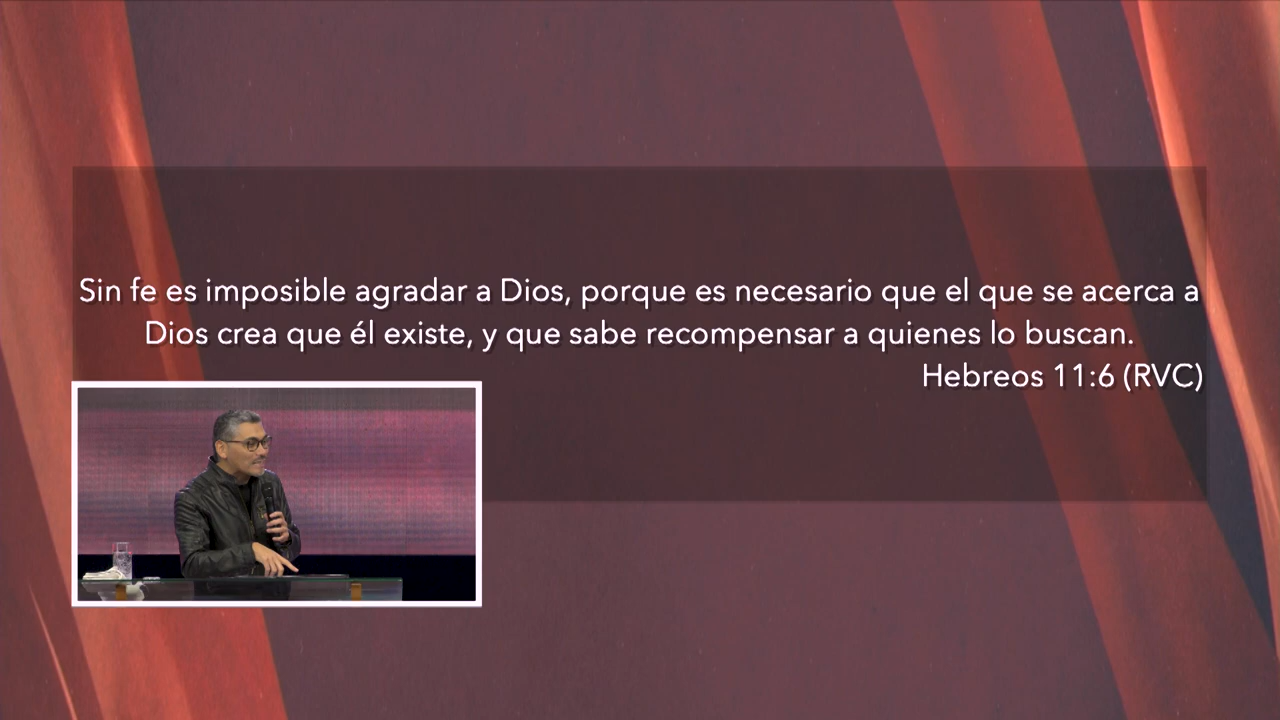 Sin fe es imposible agradar a Dios, porque es necesario que el que se acerca a
Dios crea que él existe, y que sabe recompensar a quienes lo buscan.
Hebreos 11:6 (RVC)